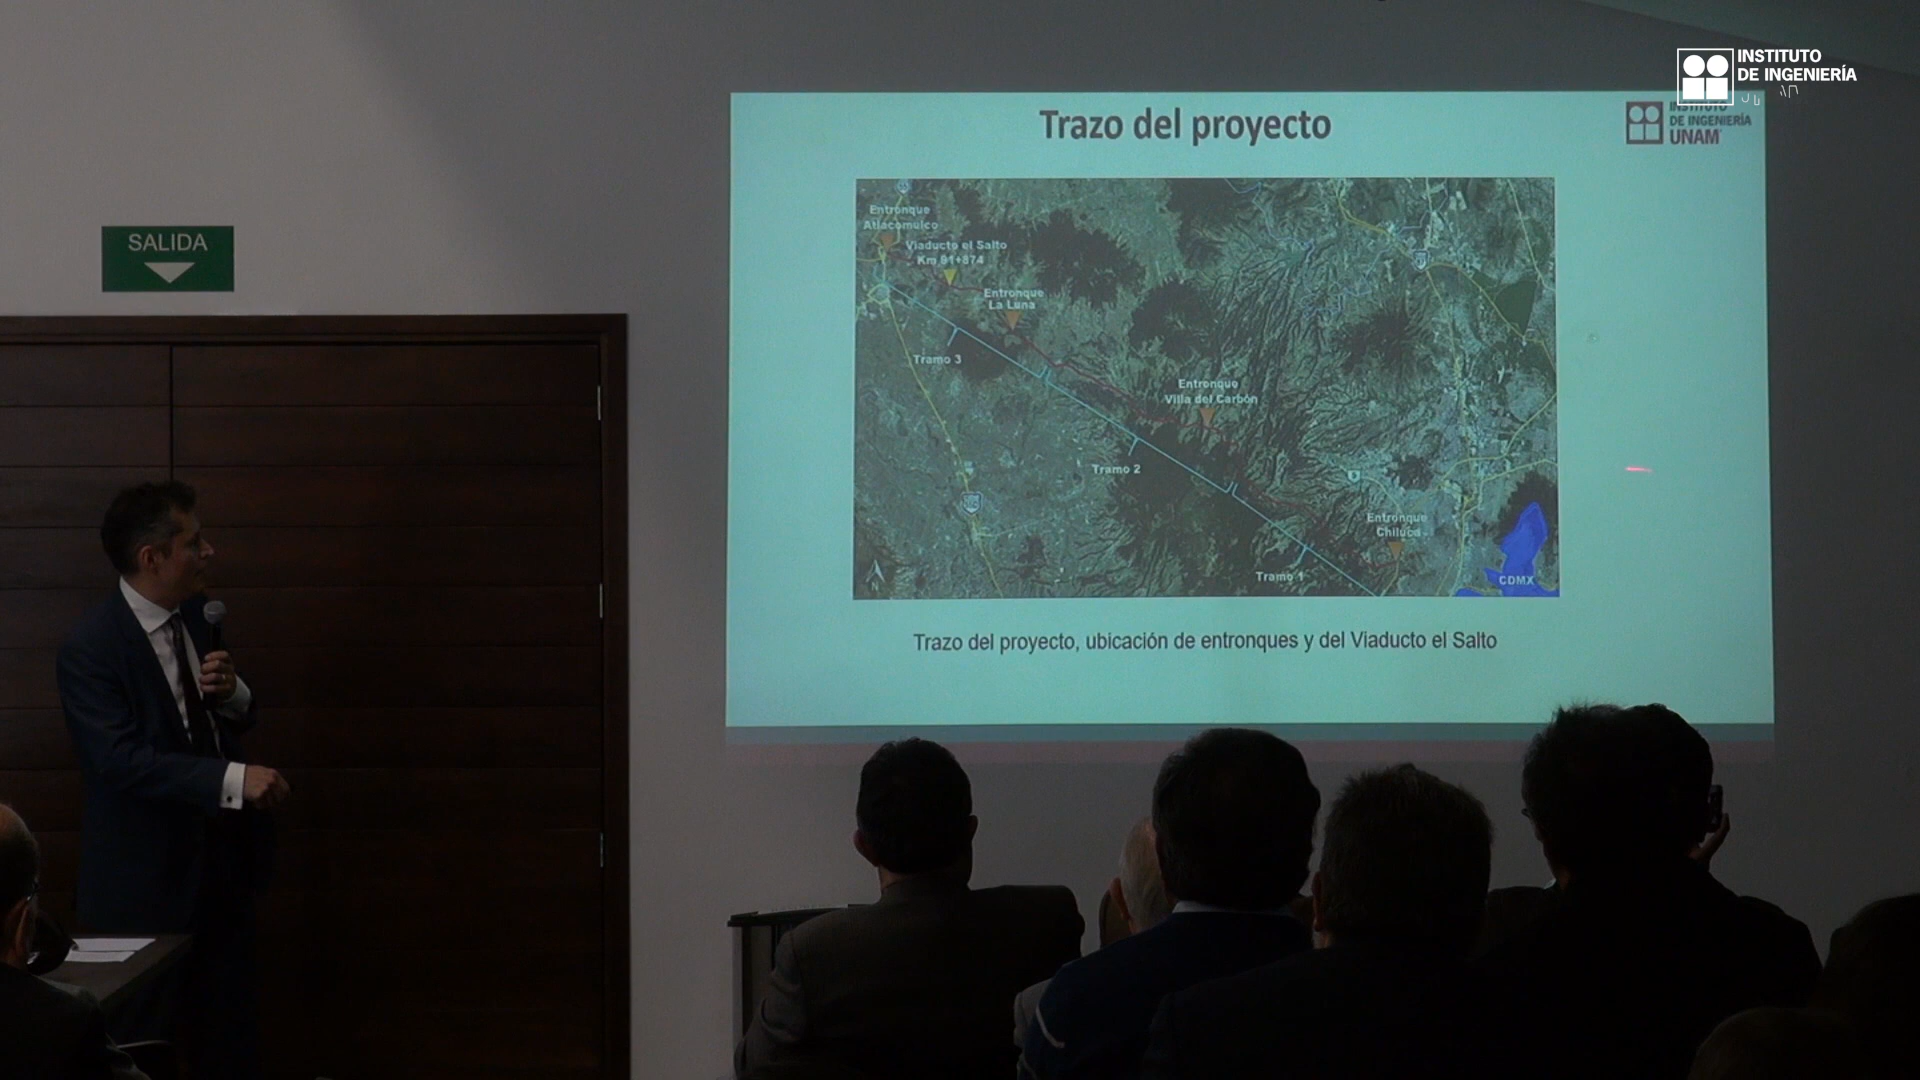 INSTITUTO
DE INGENIERÍA
SALIDA
Trazo del proyecto
INSTITUTO
DE INGENIERÍA
UNAM
Entronque
Atlacomulco
Viaducto el Salto
Km 91+874
Entronque
La Luna
Tramo 3
Entronque
Villa del Carbón
Tramo 2
Entronque
Chiluca
Tramo 1
CDMX
Trazo del proyecto, ubicación de entronques y del Viaducto el Salto